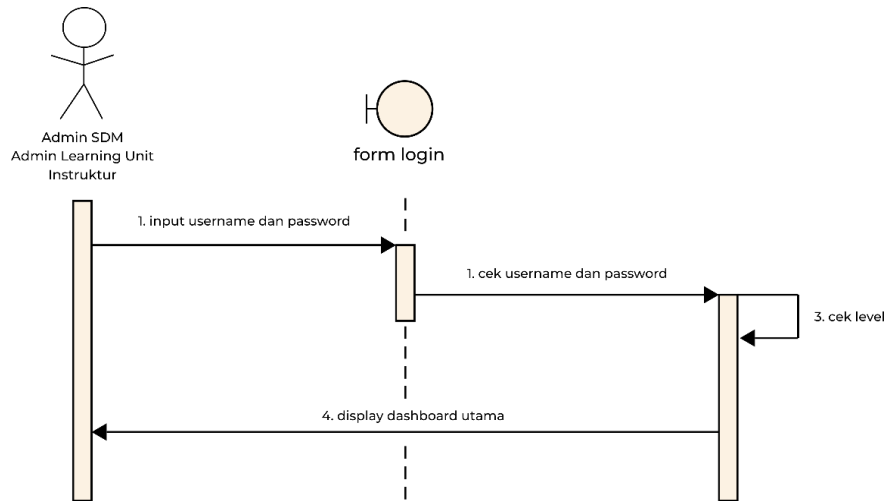 Admin SDM
Admin Learning Unit
Instruktur
form login
1. input username dan password
1. cek username dan password
3. cek level
4. display dashboard utama